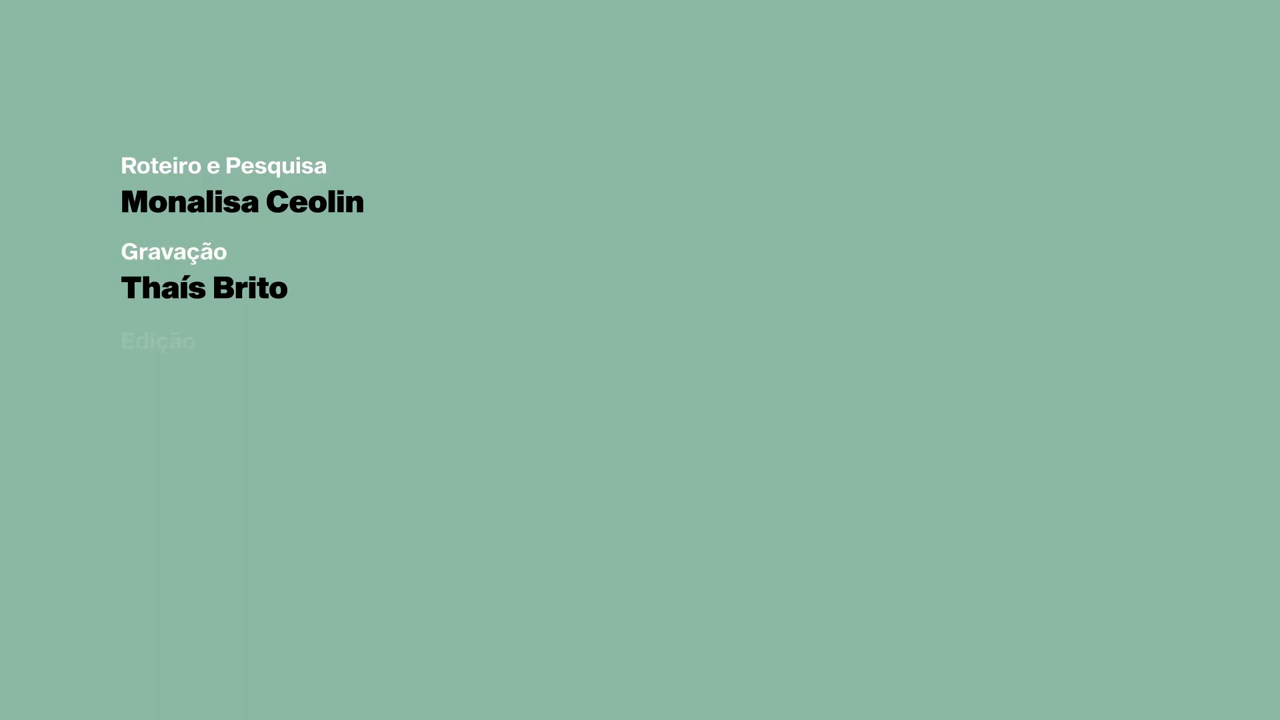 Roteiro e Pesquisa
Monalisa Ceolin
Gravação
Thaís Brito
Edição